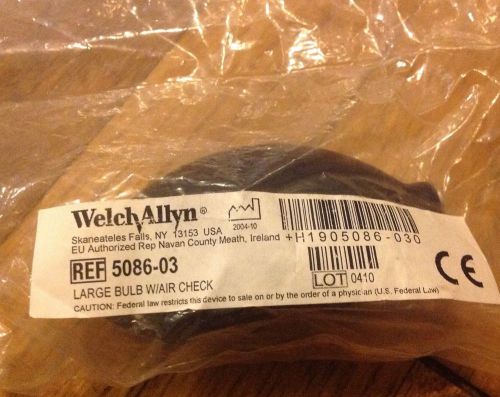 WelchAllyn®
2004-10
Skaneateles Falls, NY 13153 USA
EU Authorized Rep Navan County Meath, Ireland
+H1905086-030
REF 5086-03
LOT 0410
CE
LARGE BULB W/AIR CHECK
CAUTION: Federal law restricts this device to sale on or by the order of a physician (U.S. Federal Law)